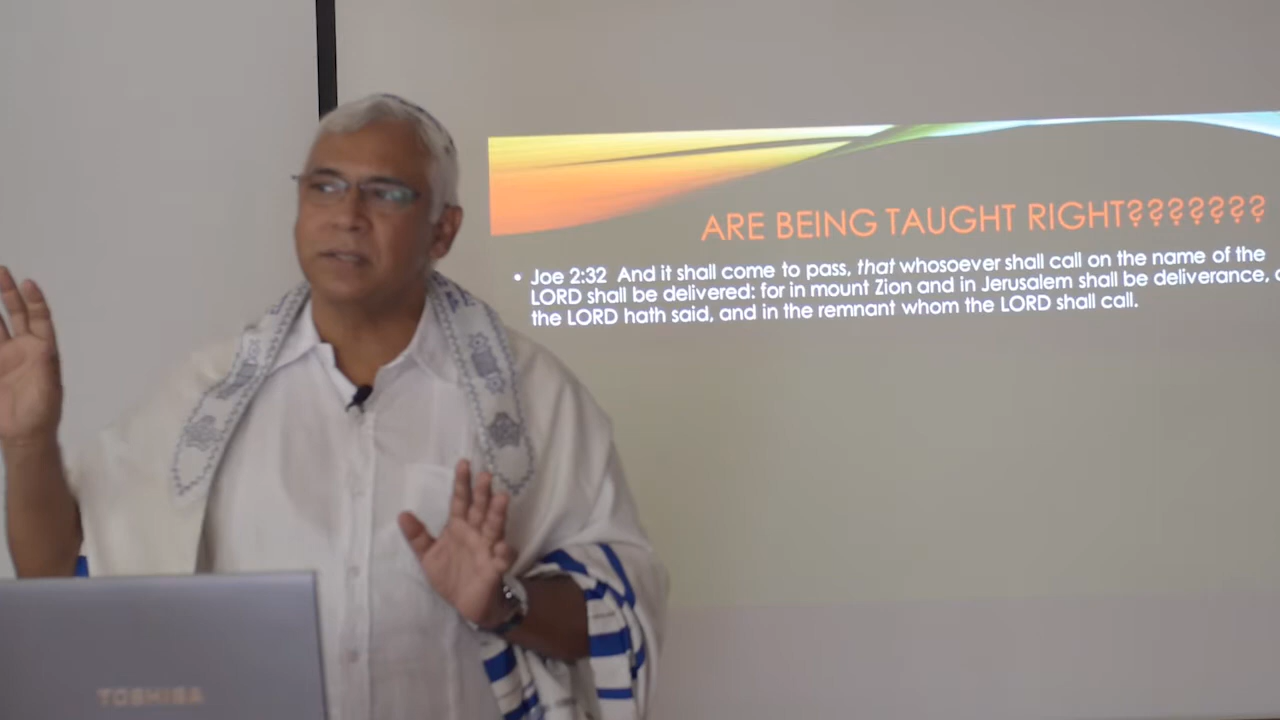 ARE BEING TAUGHT RIGHT???????
• Joe 2:32 And it shall come to pass, that whosoever shall call on the name of the
LORD shall be delivered: for in mount Zion and in Jerusalem shall be deliverance,
the LORD hath said, and in the remnant whom the LORD shall call.
TOSHIBA